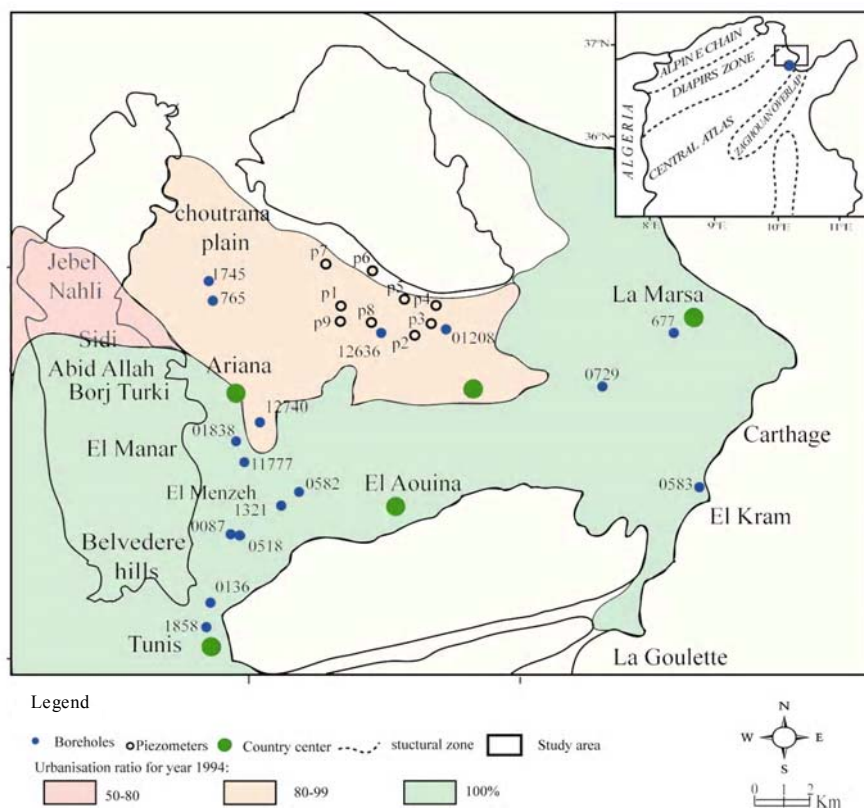 37°N
36°N
8°E
9°E
10°E
11°E
ALGERIA
ALPINE CHAIN
DIAPIRS ZONE
CENTRAL ATLAS
ZAGHOUAN OVERLAP
choutrana
plain
1745
765
p7
p6
p5
p4
p1
p9
p8
p3
p2
12636
01208
Jebel
Nahli
Sidi
Abid Allah
Borj Turki
Ariana
La Marsa
677
0729
12740
01838
11777
El Manar
El Menzeh
1321
0582
El Aouina
Carthage
0583
El Kram
0087
0518
Belvedere
hills
0136
1858
Tunis
La Goulette
Legend
Boreholes Piezometers Country center stuctural zone Study area
Urbanisation ratio for year 1994:
50-80 80-99 100%
N
W E
S
0 2
Km